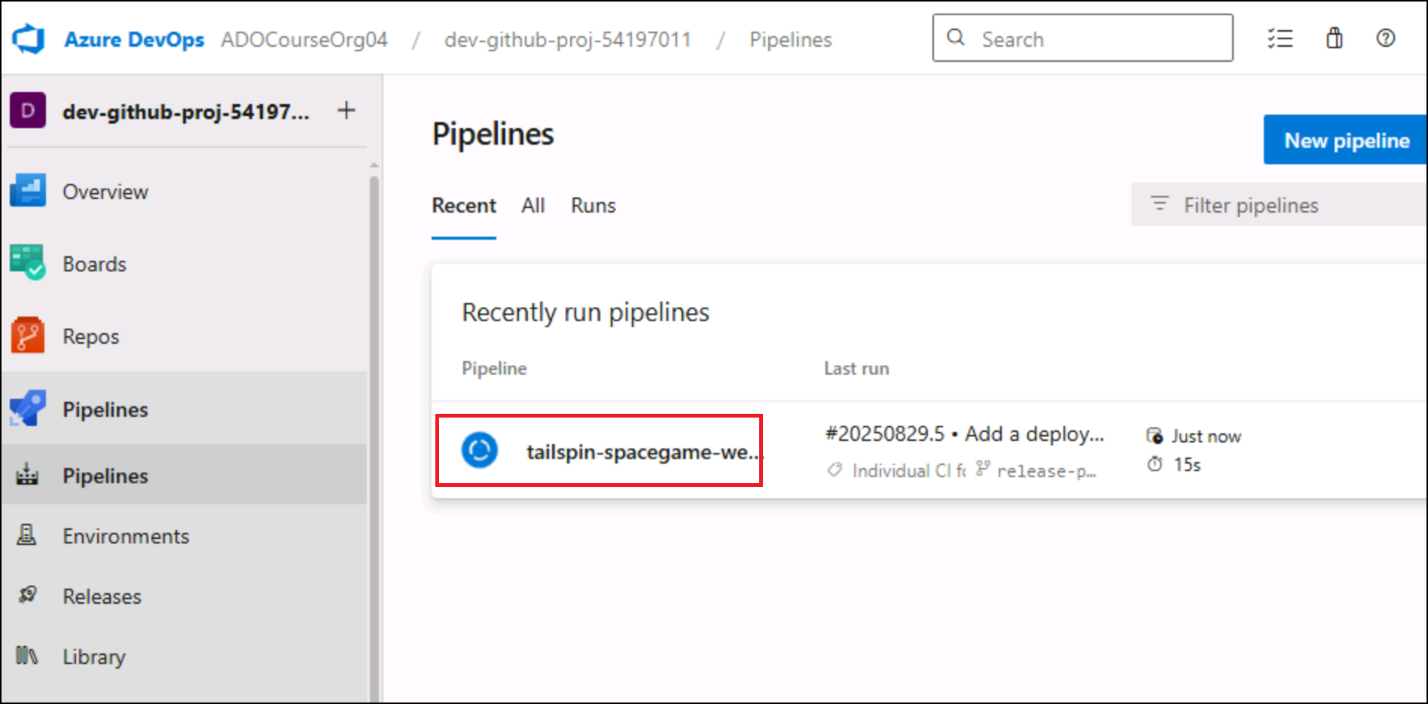 Azure DevOps ADOCourseOrg04 / dev-github-proj-54197011 / Pipelines Search
D dev-github-proj-54197... +
Overview
Boards
Repos
Pipelines
Pipelines
Environments
Releases
Library
Pipelines
New pipeline
Recent All Runs
Filter pipelines
Recently run pipelines
Pipeline Last run
tailspin-spacegame-we...
#20250829.5 • Add a deploy...
Individual CI fo release-p...
Just now
15s